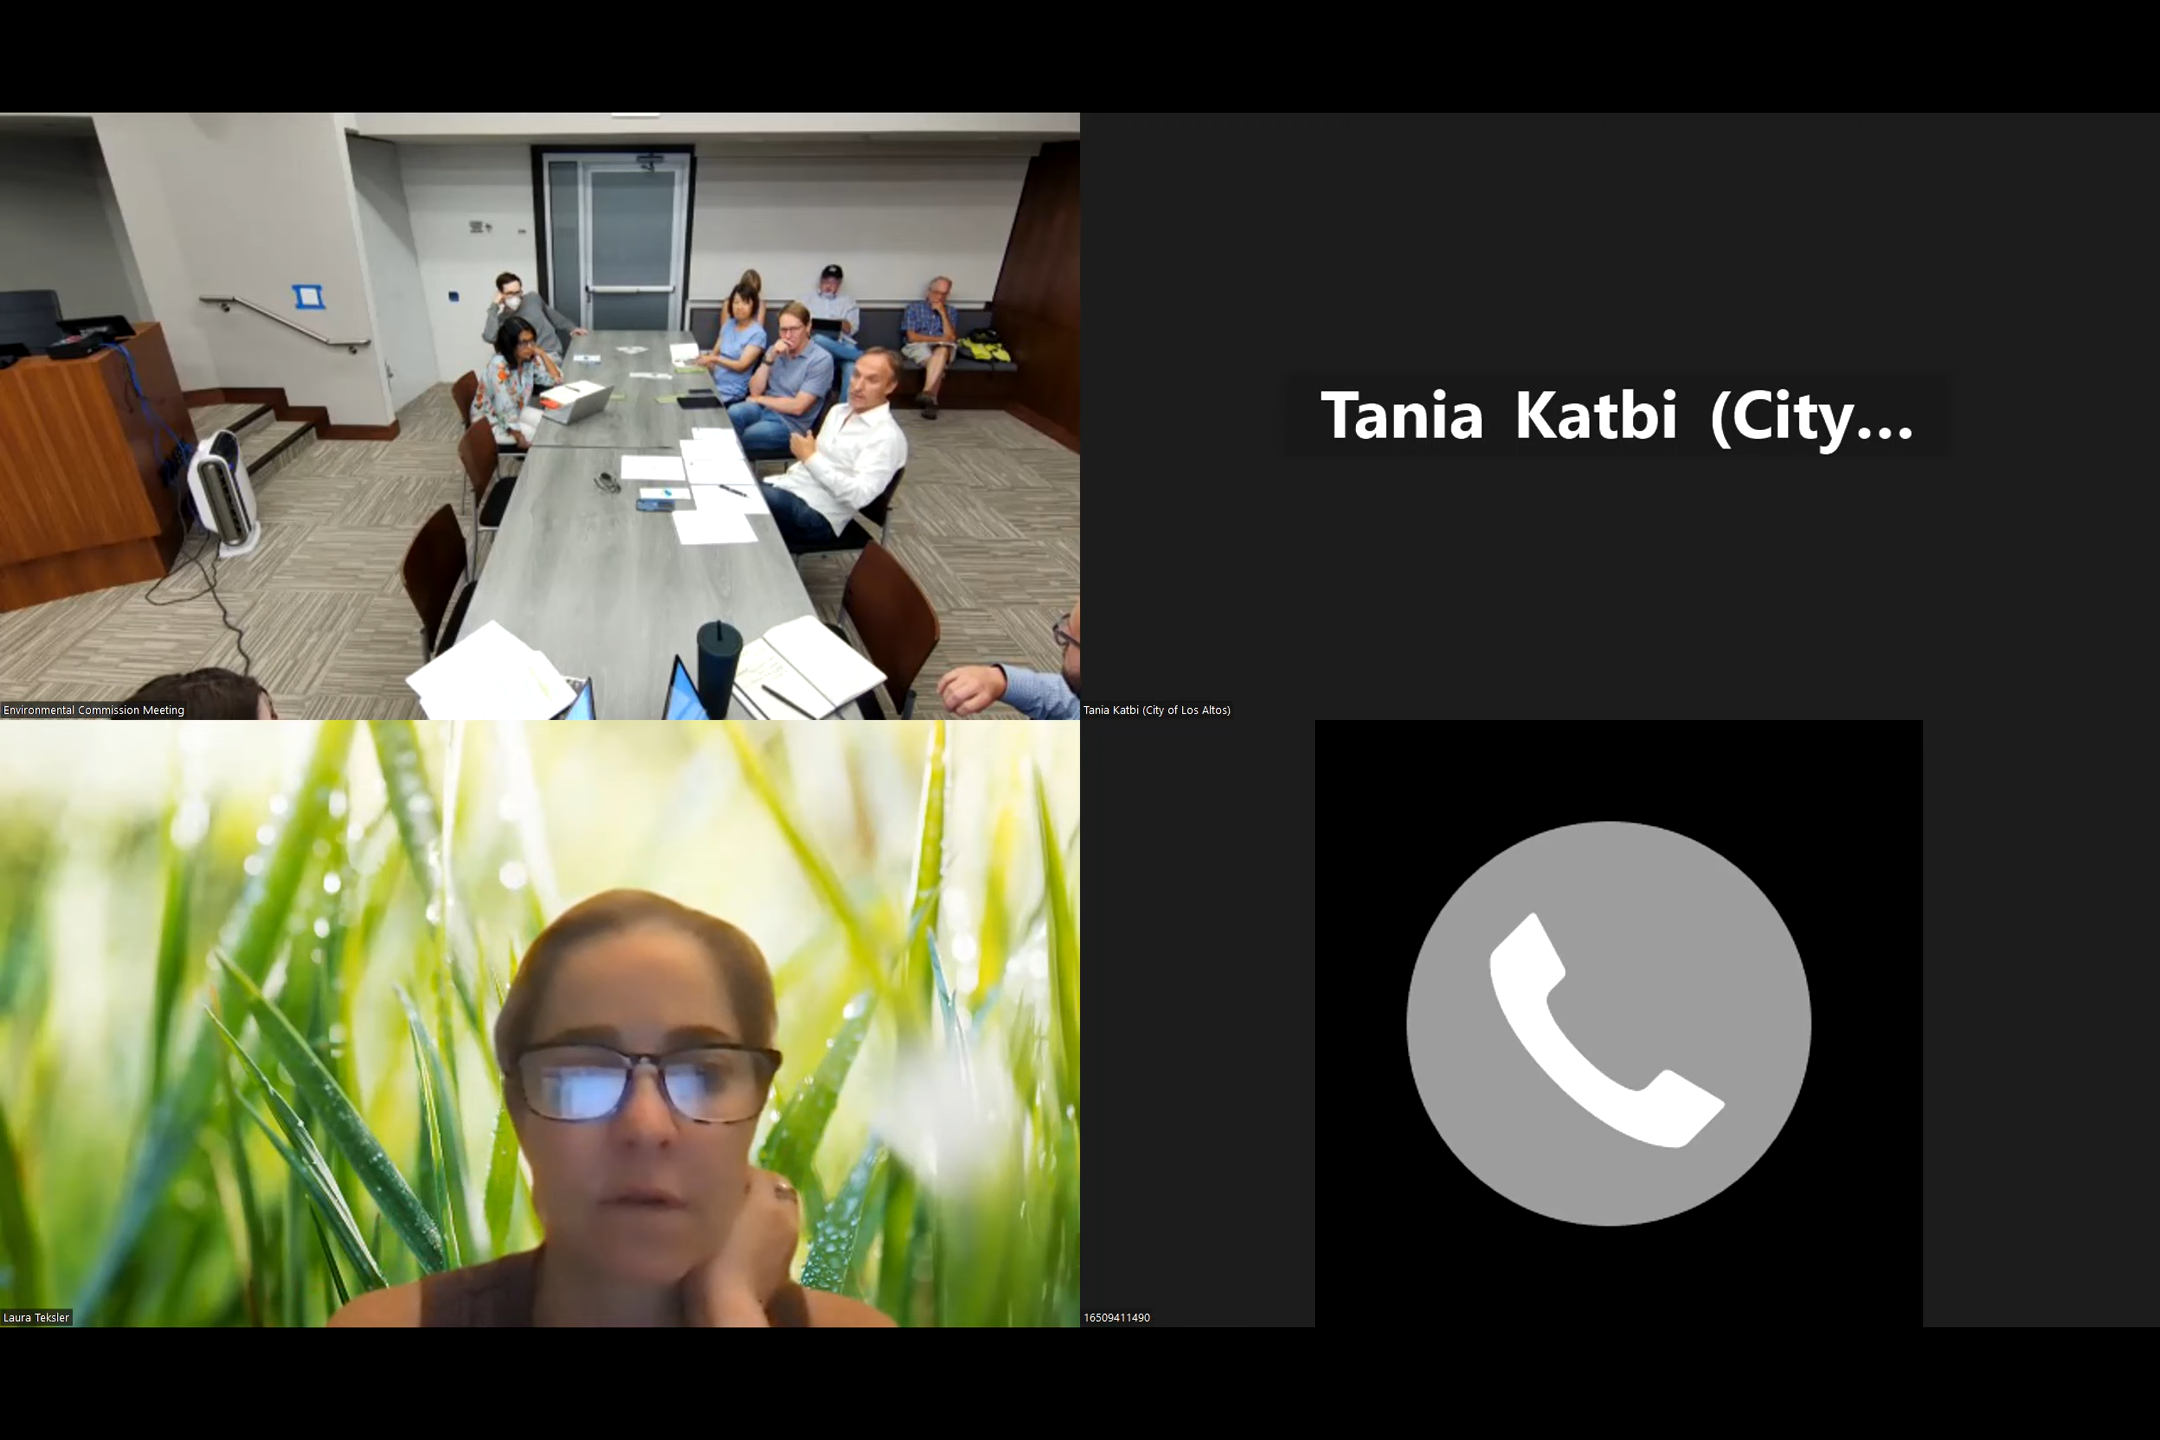 Tania Katbi (City...
Environmental Commission Meeting
Tania Katbi (City of Los Altos)
Laura Teksler
16509411490